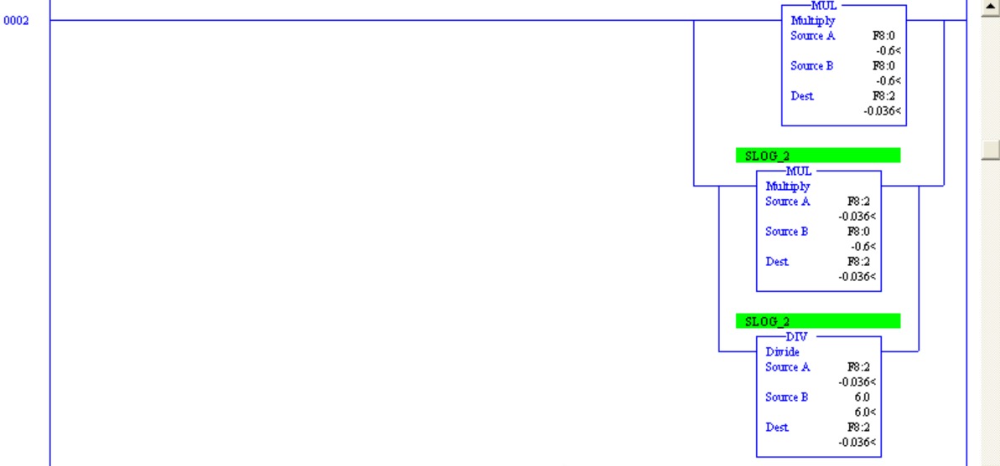 MUL
0002
Multiply
Source A F8:0
-0.6<
Source B F8:0
-0.6<
Dest F8:2
-0.036<
SLOG_2
MUL
Multiply
Source A F8:2
-0.036<
Source B F8:0
-0.6<
Dest F8:2
-0.036<
SLOG_2
DIV
Divide
Source A F8:2
-0.036<
Source B 6.0
6.0<
Dest F8:2
-0.036<